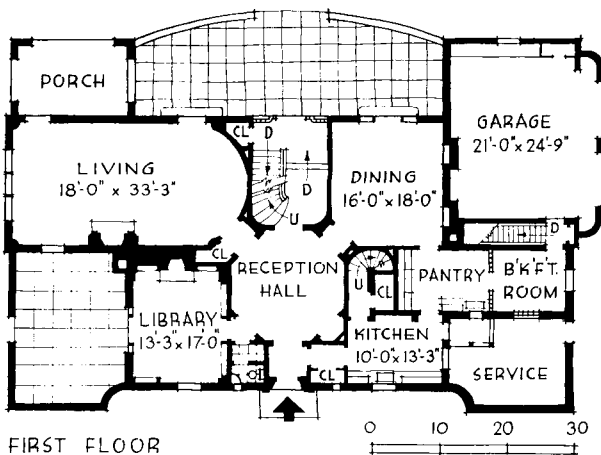 PORCH
GARAGE
21'-0" x 24'-9"
CL
D
LIVING
18'-0" x 33'-3"
D
DINING
16'-0" x 18'-0"
U
D
CL
RECEPTION
HALL
U
CL
PANTRY
B'K'F'T.
ROOM
LIBRARY
13'-3" x 17'-0"
KITCHEN
10'-0" x 13'-3"
CL
SERVICE
FIRST FLOOR
0 10 20 30